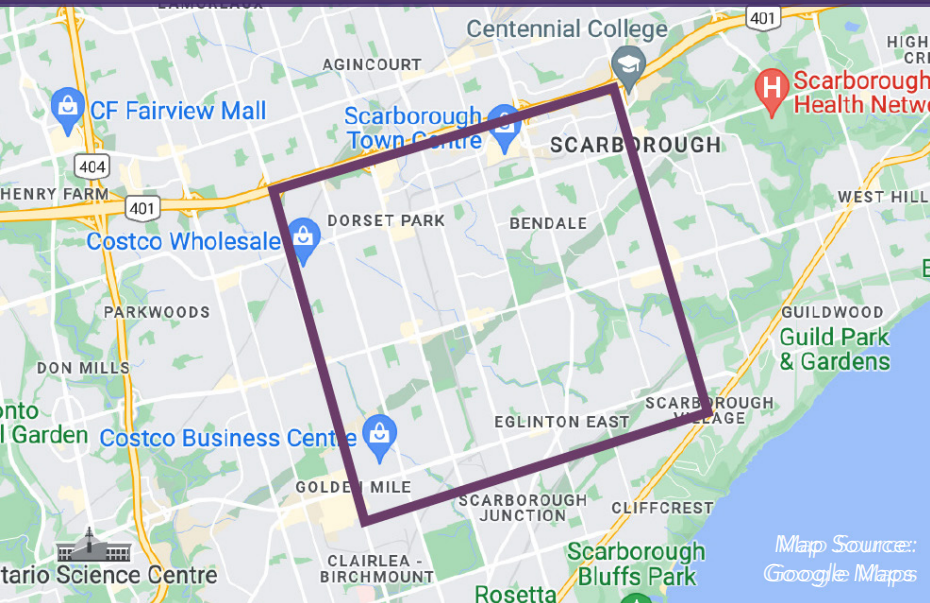 LAMOREAUX
401
Centennial College
HIGH
CRE
AGINCOURT
Scarborough
Health Netwo
CF Fairview Mall
Scarborough
Town Centre
SCARBOROUGH
404
HENRY FARM
401
WEST HILL
DORSET PARK
BENDALE
Costco Wholesale
PARKWOODS
GUILDWOOD
Guild Park
& Gardens
DON MILLS
SCARBOROUGH
VILLAGE
onto
l Garden
Costco Business Centre
EGLINTON EAST
GOLDEN MILE
SCARBOROUGH
JUNCTION
CLIFFCREST
Map Source:
Google Maps
Scarborough
Bluffs Park
CLAIRLEA -
BIRCHMOUNT
tario Science Centre
Rosetta